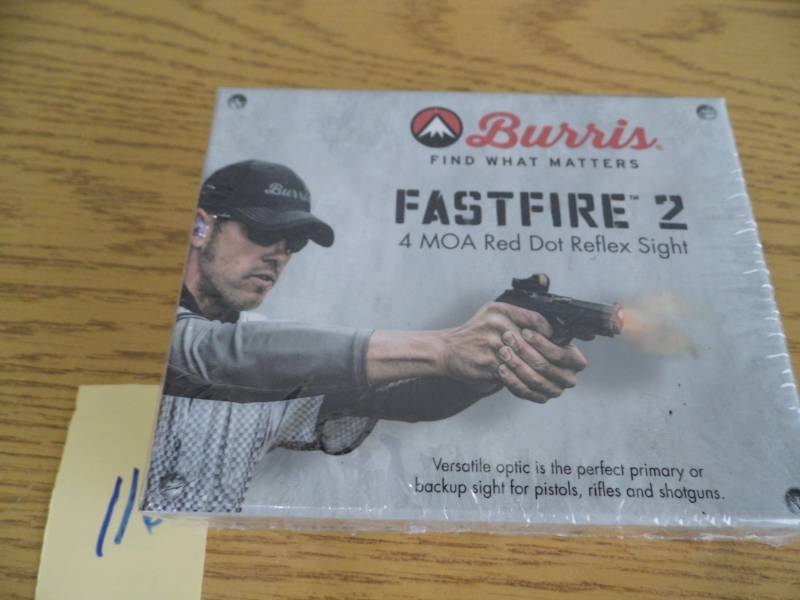 Burris
FIND WHAT MATTERS
FASTFIRE™ 2
4 MOA Red Dot Reflex Sight
Burris
Versatile optic is the perfect primary or
backup sight for pistols, rifles and shotguns.